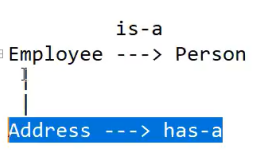 is-a
Employee ---> Person
|
|
Address ---> has-a